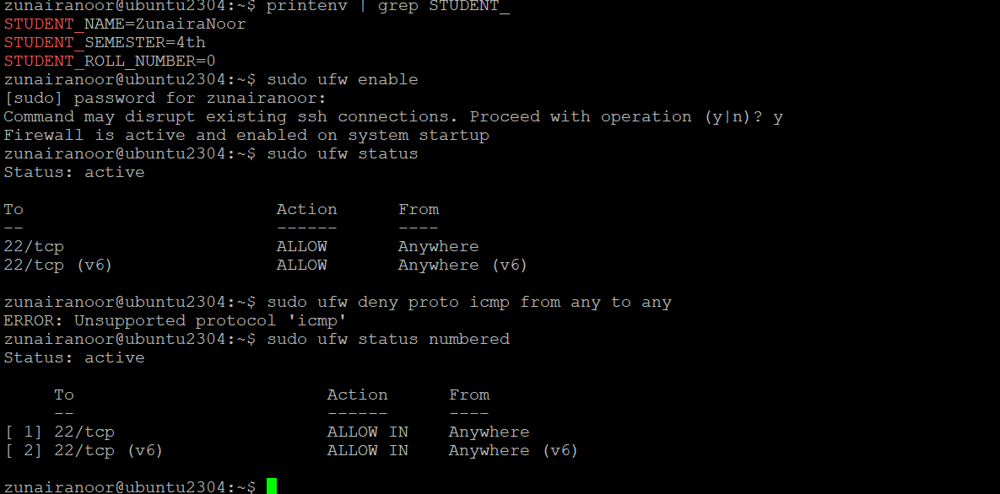 zunairanoor@ubuntu2304:~$ printenv | grep STUDENT_
STUDENT_NAME=ZunairaNoor
STUDENT_SEMESTER=4th
STUDENT_ROLL_NUMBER=0
zunairanoor@ubuntu2304:~$ sudo ufw enable
[sudo] password for zunairanoor:
Command may disrupt existing ssh connections. Proceed with operation (y|n)? y
Firewall is active and enabled on system startup
zunairanoor@ubuntu2304:~$ sudo ufw status
Status: active
To                         Action      From
--                         ------      ----
22/tcp                     ALLOW       Anywhere
22/tcp (v6)                ALLOW       Anywhere (v6)
zunairanoor@ubuntu2304:~$ sudo ufw deny proto icmp from any to any
ERROR: Unsupported protocol 'icmp'
zunairanoor@ubuntu2304:~$ sudo ufw status numbered
Status: active
     To                         Action      From
     --                         ------      ----
[ 1] 22/tcp                     ALLOW IN    Anywhere
[ 2] 22/tcp (v6)                ALLOW IN    Anywhere (v6)
zunairanoor@ubuntu2304:~$